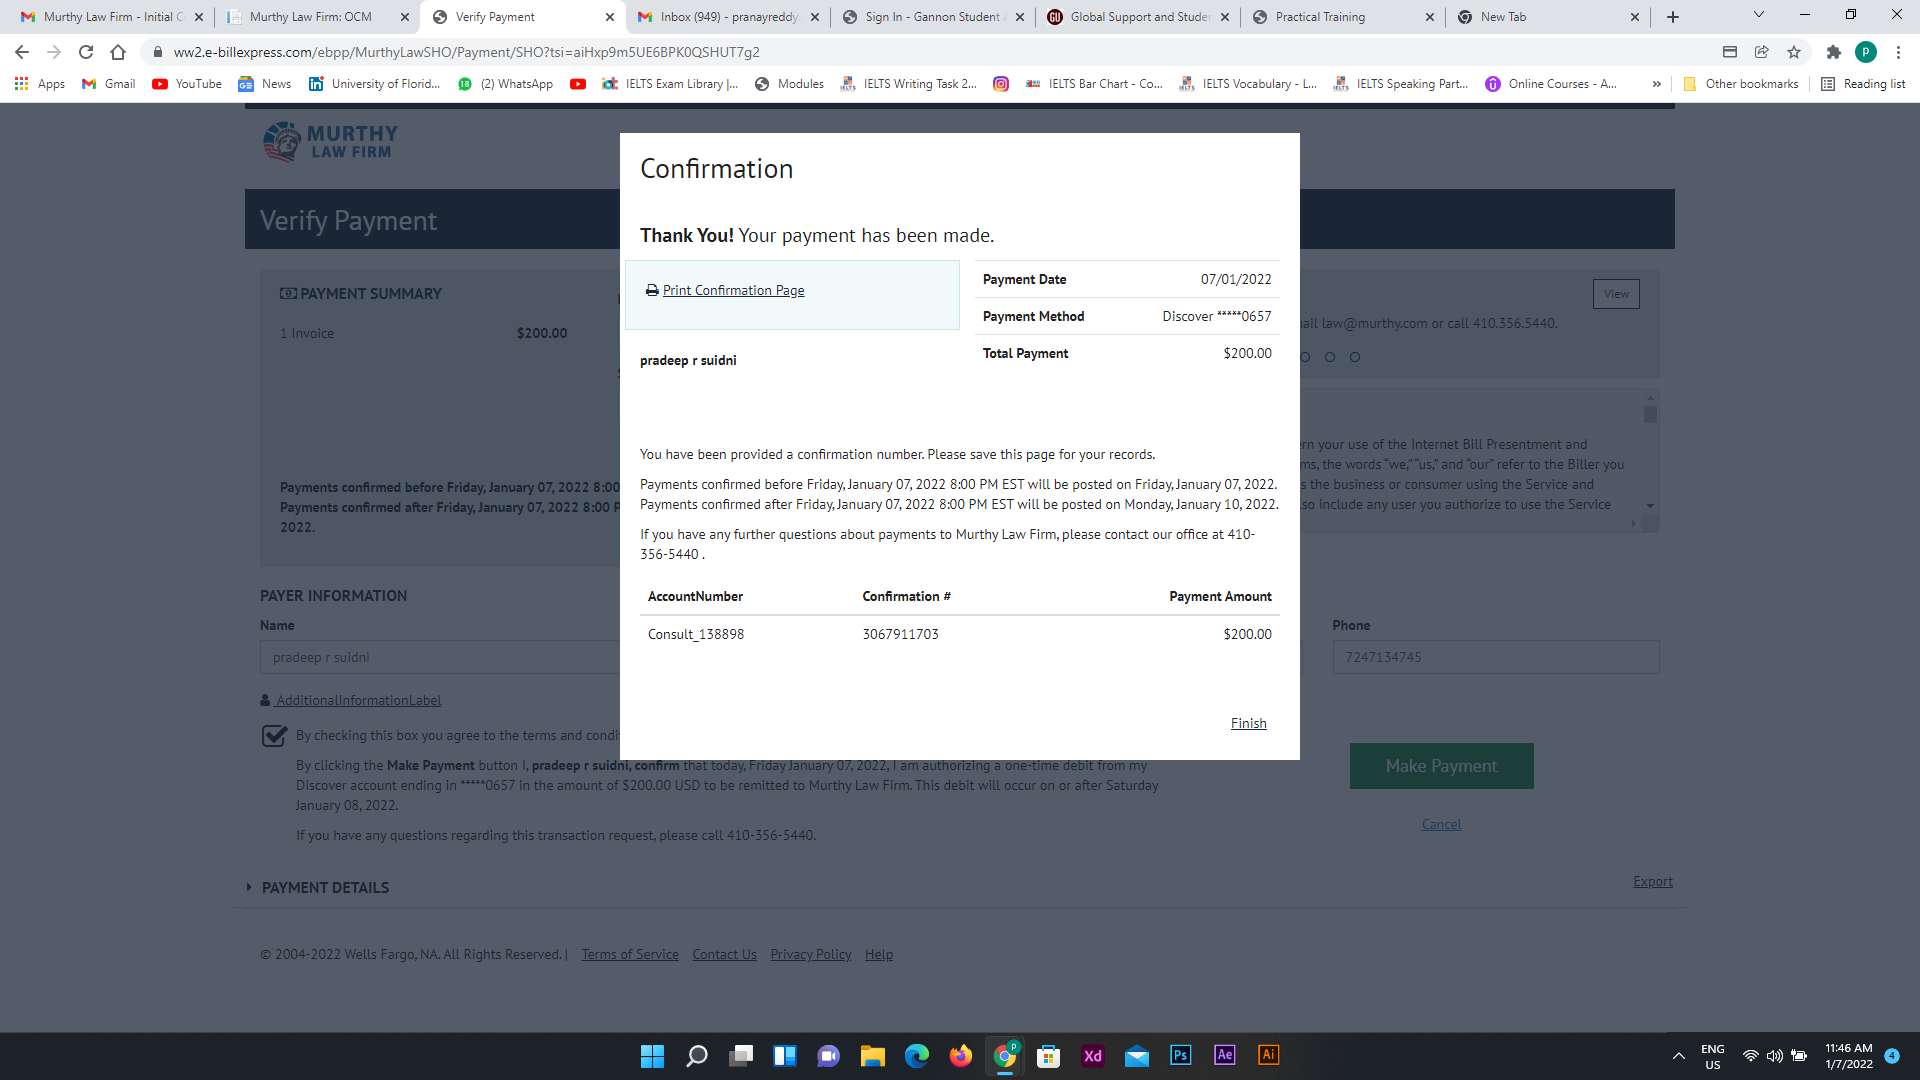 Murthy Law Firm - Initial C
Murthy Law Firm: OCM
Verify Payment
Inbox (949) - pranayreddy.
Sign In - Gannon Student
Global Support and Stude
Practical Training
New Tab
ww2.e-billexpress.com/ebpp/MurthyLawSHO/Payment/SHO?tsi=aiHxp9m5UE6BPK0QSHUT7g2
P
Apps
Gmail
YouTube
News
University of Florid...
(2) WhatsApp
IELTS Exam Library |...
Modules
IELTS Writing Task 2...
IELTS Bar Chart - Co...
IELTS Vocabulary - L...
IELTS Speaking Part...
Online Courses - A...
»
Other bookmarks
Reading list
MURTHY
LAW FIRM
Verify Payment
PAYMENT SUMMARY
1 Invoice
$200.00
Payments confirmed before Friday, January 07, 2022 8:00
Payments confirmed after Friday, January 07, 2022 8:00 P
2022.
View
ail law@murthy.com or call 410.356.5440.
rn your use of the Internet Bill Presentment and
ms, the words “we,” “us,” and “our” refer to the Biller you
s the business or consumer using the Service and
so include any user you authorize to use the Service
Confirmation
Thank You! Your payment has been made.
Print Confirmation Page
Payment Date 07/01/2022
Payment Method Discover *****0657
Total Payment $200.00
pradeep r suidni
You have been provided a confirmation number. Please save this page for your records.
Payments confirmed before Friday, January 07, 2022 8:00 PM EST will be posted on Friday, January 07, 2022.
Payments confirmed after Friday, January 07, 2022 8:00 PM EST will be posted on Monday, January 10, 2022.
If you have any further questions about payments to Murthy Law Firm, please contact our office at 410-
356-5440 .
AccountNumber Confirmation # Payment Amount
Consult_138898 3067911703 $200.00
Finish
PAYER INFORMATION
Name
pradeep r suidni
Phone
7247134745
AdditionalInformationLabel
By checking this box you agree to the terms and condi
By clicking the Make Payment button I, pradeep r suidni, confirm that today, Friday January 07, 2022, I am authorizing a one-time debit from my
Discover account ending in *****0657 in the amount of $200.00 USD to be remitted to Murthy Law Firm. This debit will occur on or after Saturday
January 08, 2022.
If you have any questions regarding this transaction request, please call 410-356-5440.
Make Payment
Cancel
PAYMENT DETAILS
Export
© 2004-2022 Wells Fargo, NA. All Rights Reserved. |
Terms of Service
Contact Us
Privacy Policy
Help
Xd
Ps
Ae
Ai
ENG
US
11:46 AM
1/7/2022
4